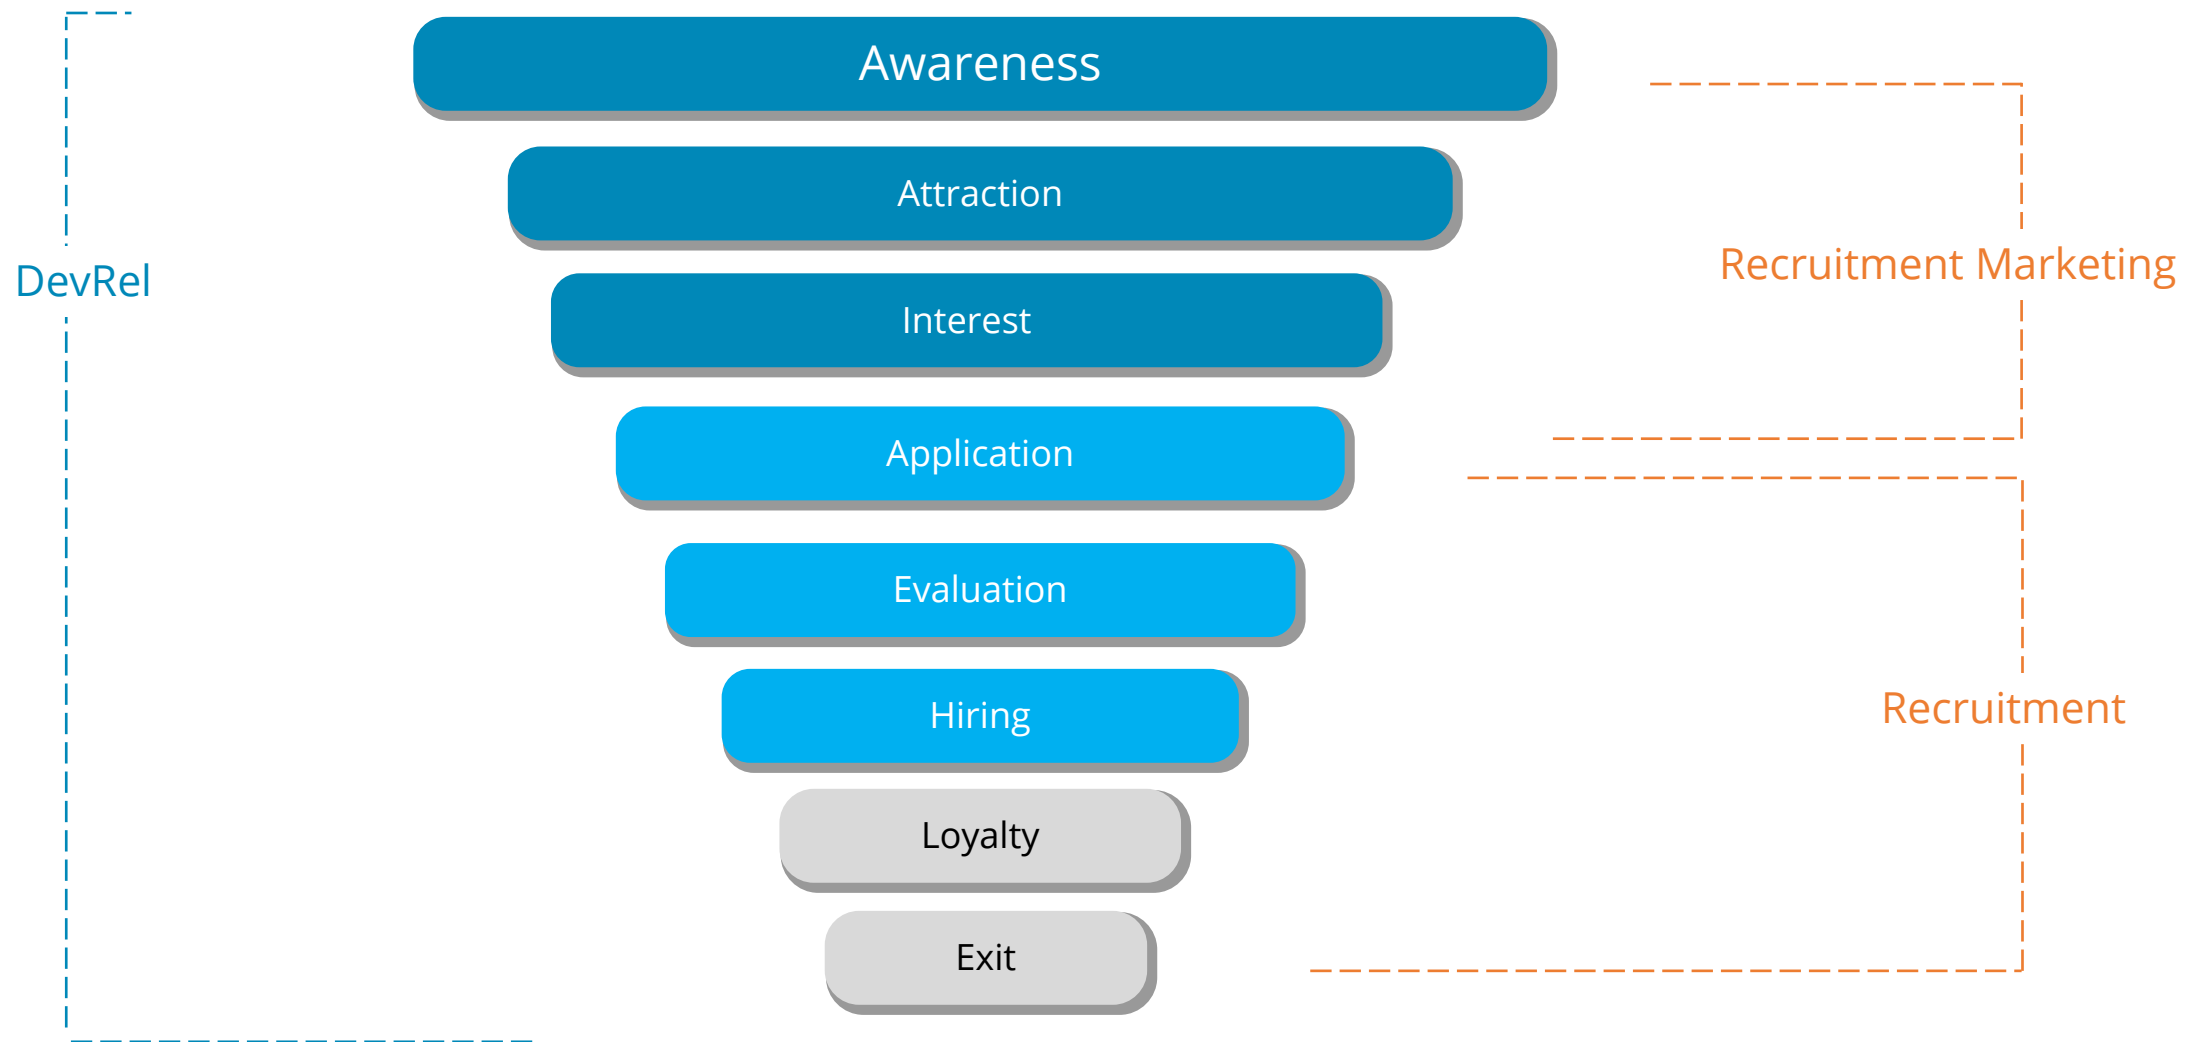 Awareness
Attraction
DevRel
Recruitment Marketing
Interest
Application
Evaluation
Hiring
Recruitment
Loyalty
Exit